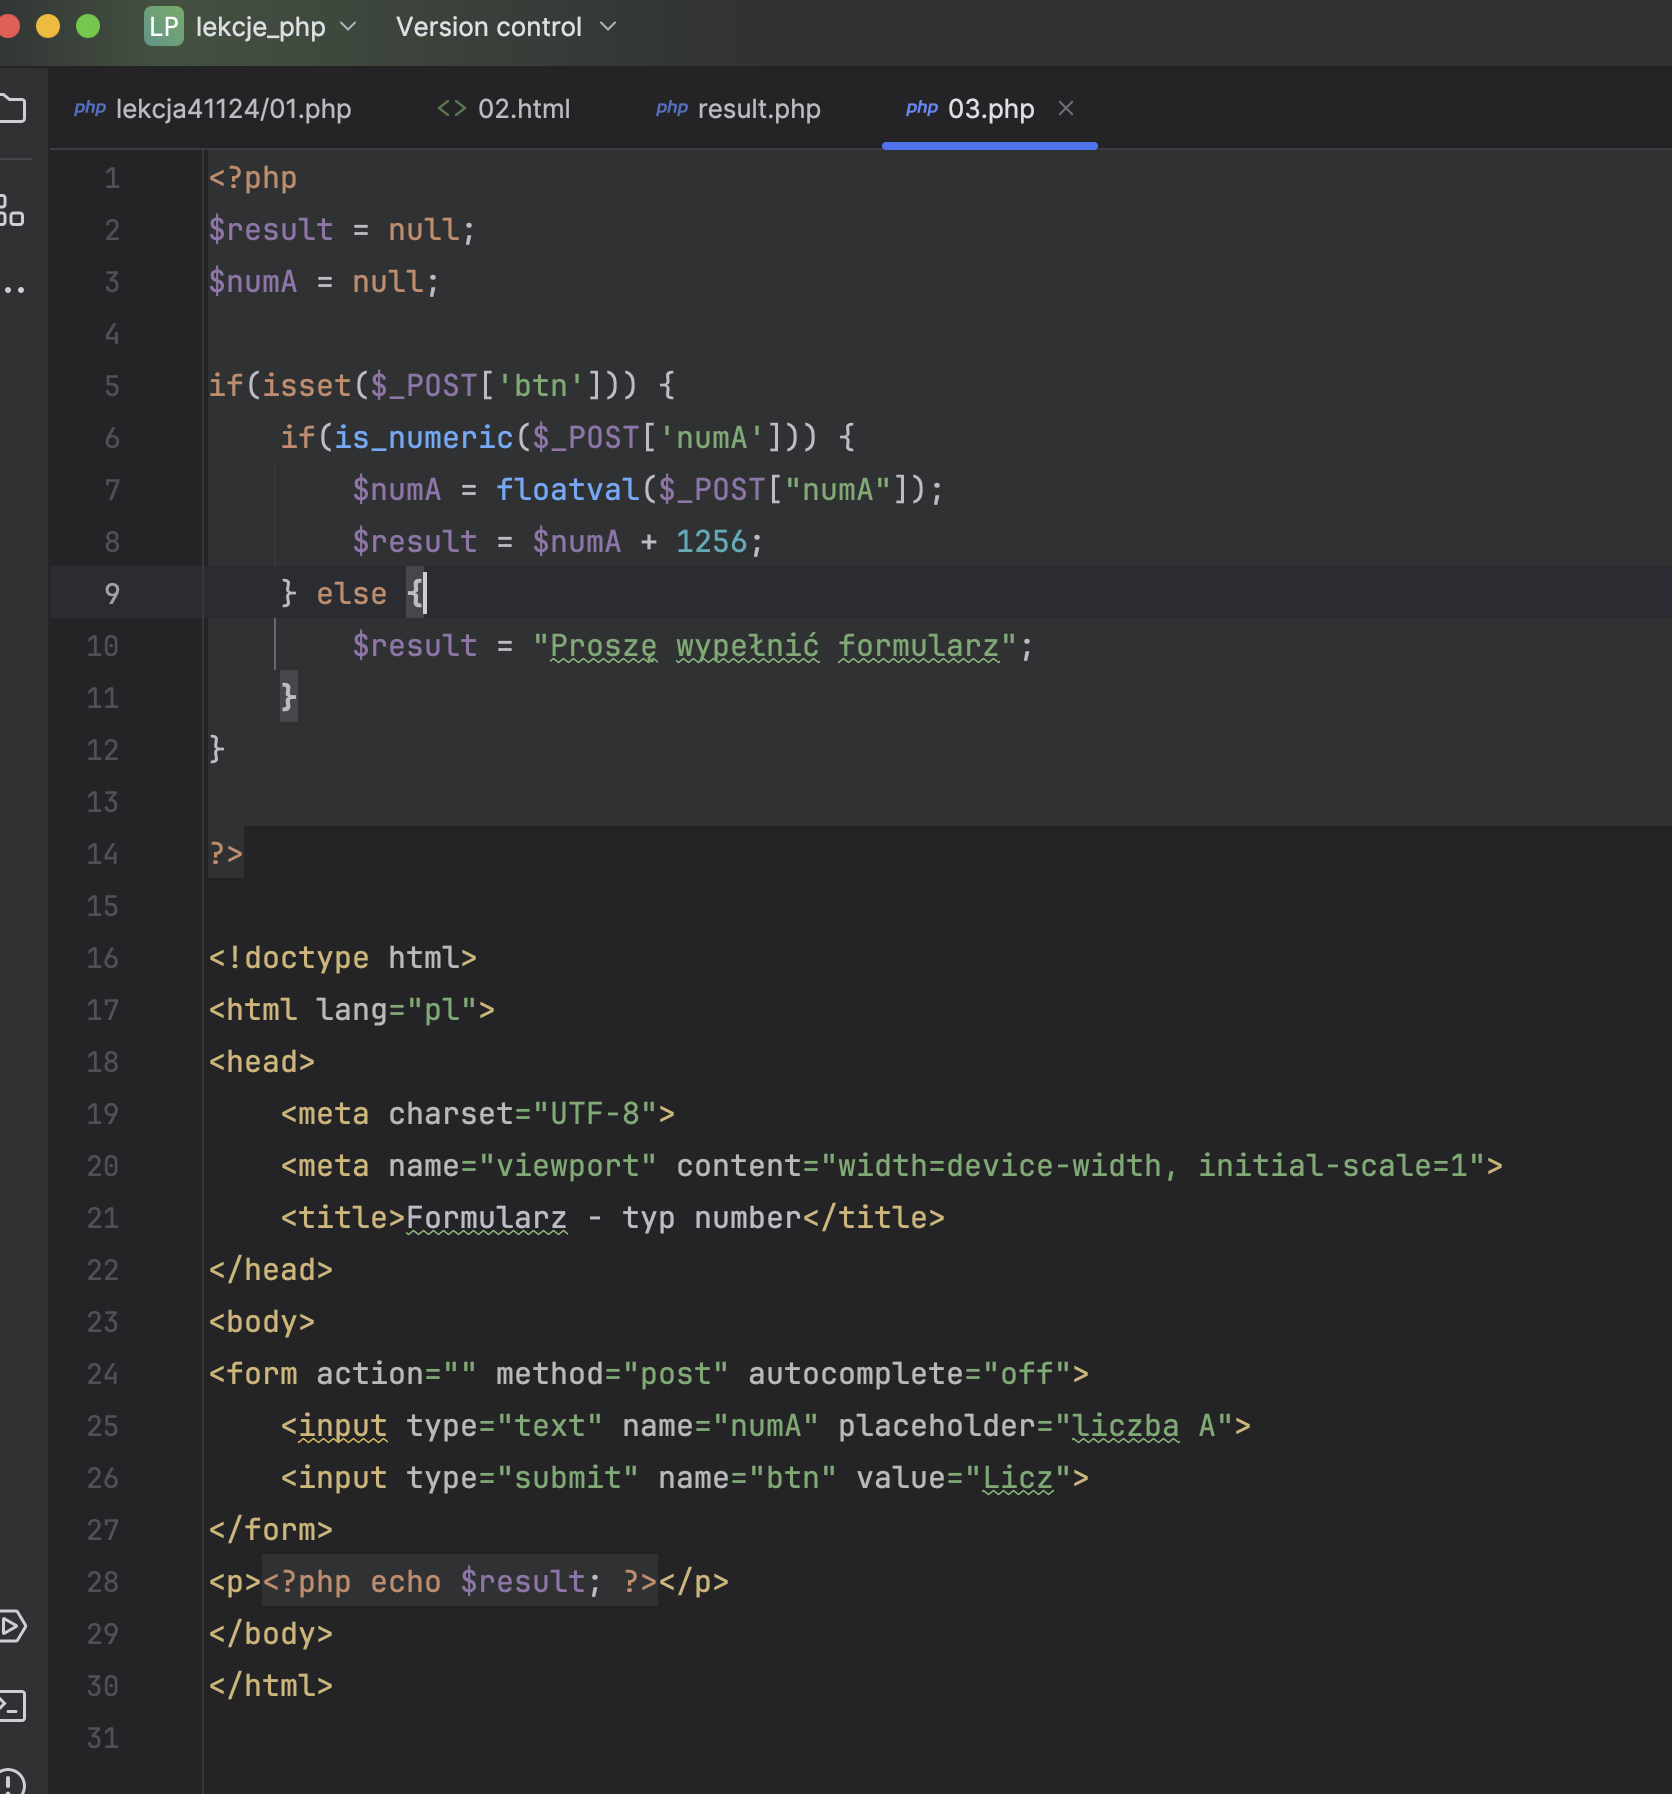 LP lekcje_php Version control
php lekcja41124/01.php <> 02.html php result.php php 03.php ×
1 <?php
2 $result = null;
3 $numA = null;
4
5 if(isset($_POST['btn'])) {
6     if(is_numeric($_POST['numA'])) {
7         $numA = floatval($_POST["numA"]);
8         $result = $numA + 1256;
9     } else {
10         $result = "Proszę wypełnić formularz";
11     }
12 }
13
14 ?>
15
16 <!doctype html>
17 <html lang="pl">
18 <head>
19     <meta charset="UTF-8">
20     <meta name="viewport" content="width=device-width, initial-scale=1">
21     <title>Formularz - typ number</title>
22 </head>
23 <body>
24 <form action="" method="post" autocomplete="off">
25     <input type="text" name="numA" placeholder="liczba A">
26     <input type="submit" name="btn" value="Licz">
27 </form>
28 <p><?php echo $result; ?></p>
29 </body>
30 </html>
31